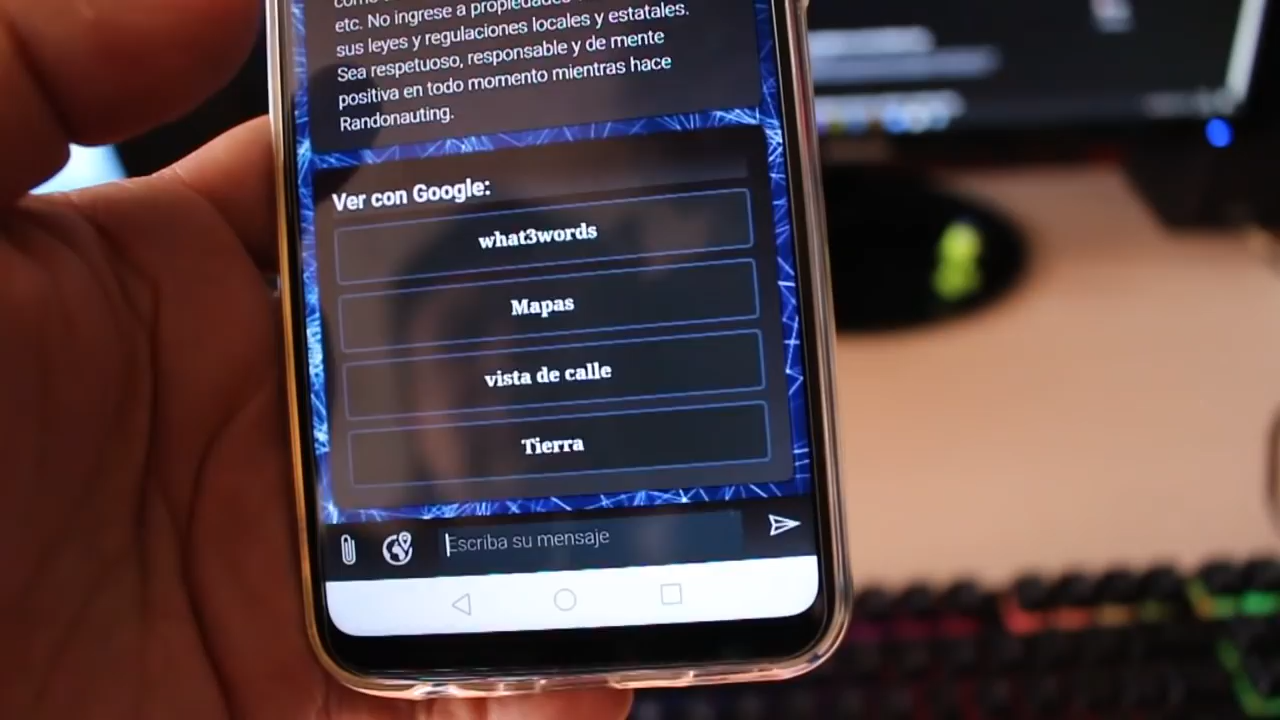 etc. No ingrese a propiedades
sus leyes y regulaciones locales y estatales.
Sea respetuoso, responsable y de mente
positiva en todo momento mientras hace
Randonauting.
Ver con Google:
what3words
Mapas
vista de calle
Tierra
Escriba su mensaje